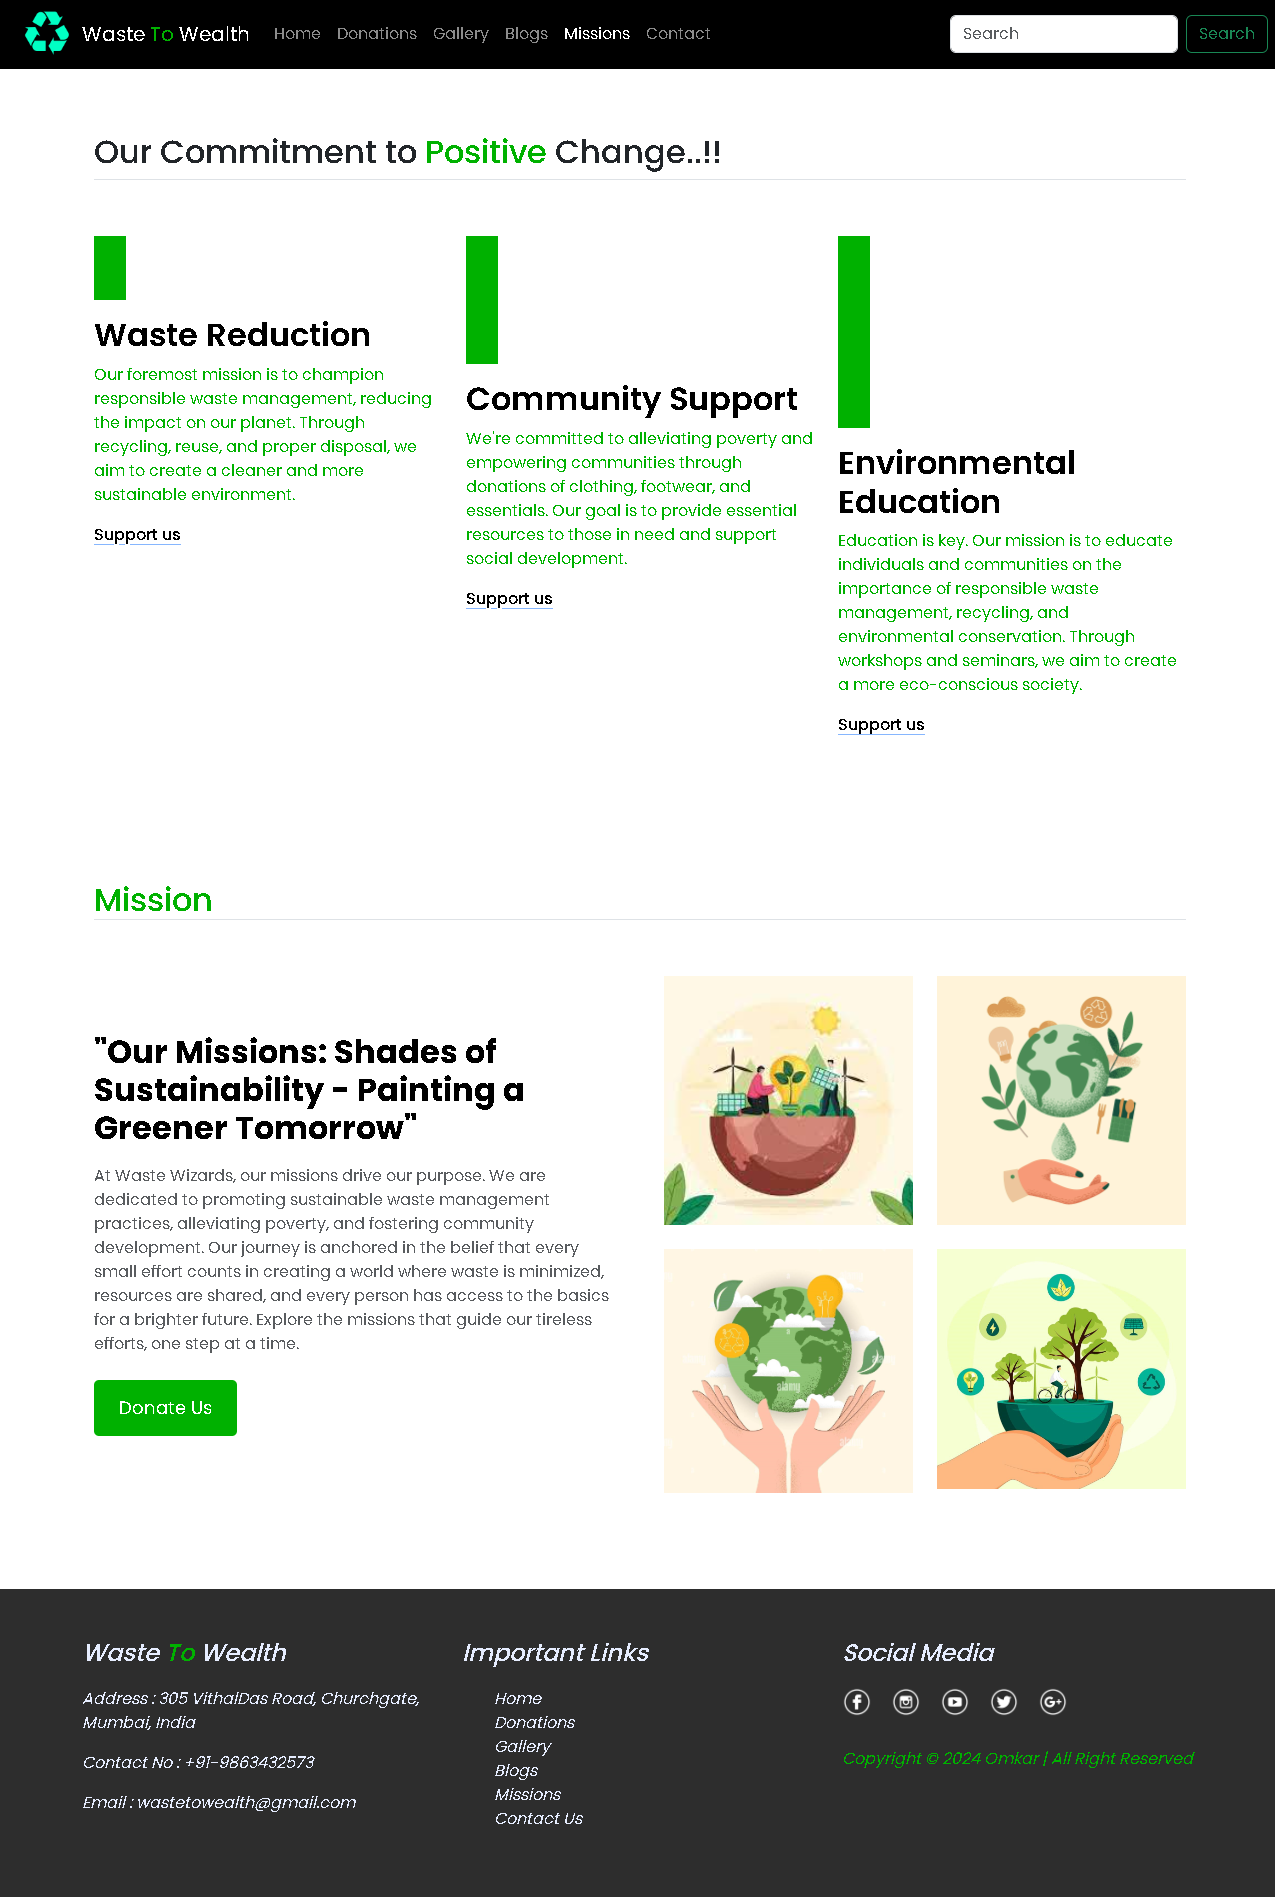 Waste To Wealth
Home
Donations
Gallery
Blogs
Missions
Contact
Search
Search
Our Commitment to Positive Change..!!
Waste Reduction
Our foremost mission is to champion
responsible waste management, reducing
the impact on our planet. Through
recycling, reuse, and proper disposal, we
aim to create a cleaner and more
sustainable environment.
Support us
Community Support
We're committed to alleviating poverty and
empowering communities through
donations of clothing, footwear, and
essentials. Our goal is to provide essential
resources to those in need and support
social development.
Support us
Environmental
Education
Education is key. Our mission is to educate
individuals and communities on the
importance of responsible waste
management, recycling, and
environmental conservation. Through
workshops and seminars, we aim to create
a more eco-conscious society.
Support us
Mission
"Our Missions: Shades of
Sustainability - Painting a
Greener Tomorrow"
At Waste Wizards, our missions drive our purpose. We are
dedicated to promoting sustainable waste management
practices, alleviating poverty, and fostering community
development. Our journey is anchored in the belief that every
small effort counts in creating a world where waste is minimized,
resources are shared, and every person has access to the basics
for a brighter future. Explore the missions that guide our tireless
efforts, one step at a time.
Donate Us
alamy
alamy
Waste To Wealth
Address : 305 VithalDas Road, Churchgate,
Mumbai, India
Contact No : +91-9863432573
Email : wastetowealth@gmail.com
Important Links
Home
Donations
Gallery
Blogs
Missions
Contact Us
Social Media
G+
Copyright © 2024 Omkar | All Right Reserved